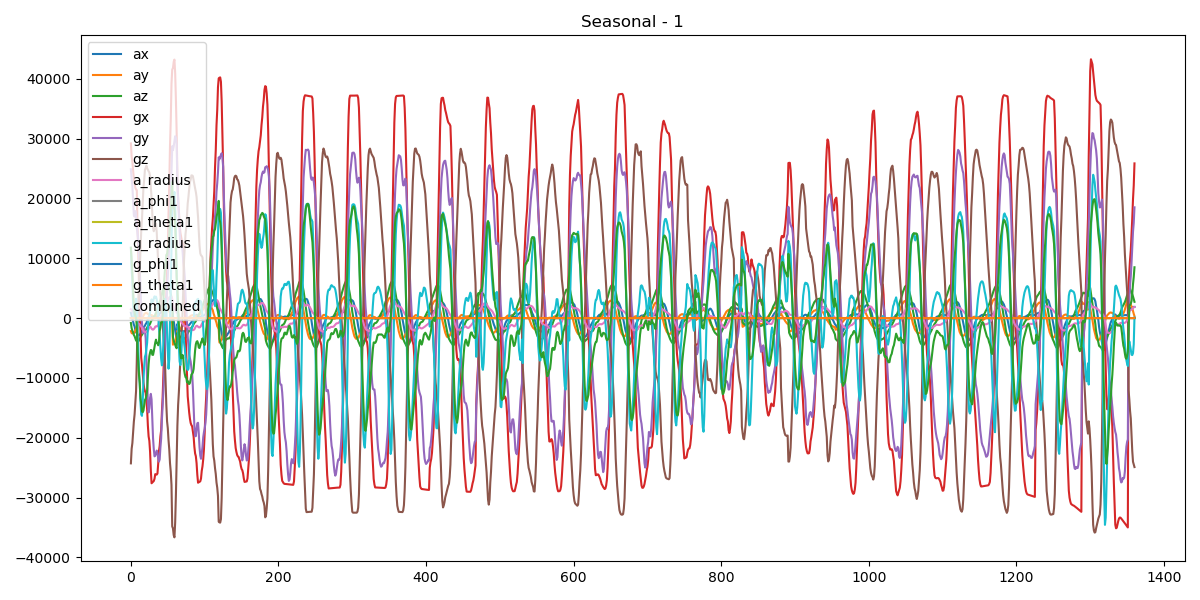 Seasonal - 1
40000
30000
20000
10000
0
−10000
−20000
−30000
−40000
ax
ay
az
gx
gy
gz
a_radius
a_phi1
a_theta1
g_radius
g_phi1
g_theta1
combined
0 200 400 600 800 1000 1200 1400